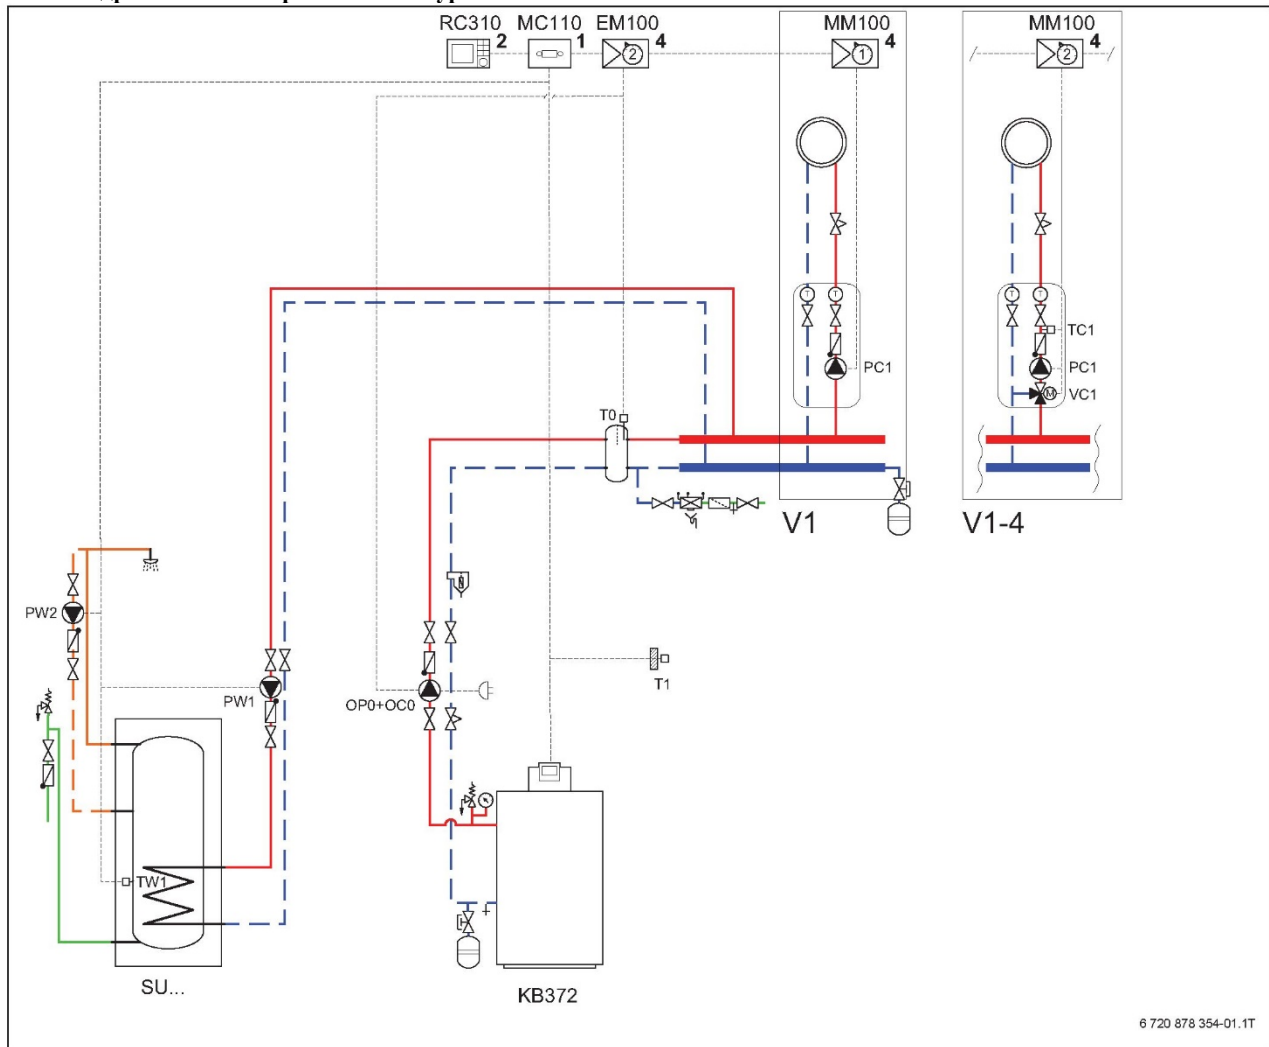 RC310 MC110 EM100 MM100 MM100
2 1 2 4 1 4 2 4
T T T T
TC1
PC1 PC1
VC1
M
T0
V1 V1-4
PW2
T1
PW1 OP0+OC0
TW1
SU...
KB372
6 720 878 354-01.1T